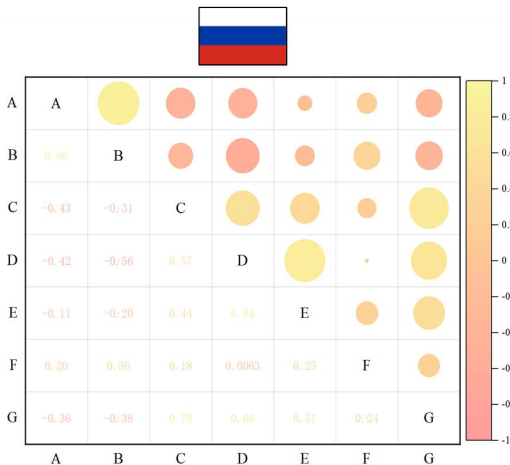 1
A A
B 0.86 B
C -0.43 -0.31 C
0
D -0.42 -0.56 0.57 D
E -0.11 -0.20 0.44 0.84 E
F 0.20 0.06 0.18 0.0063 0.25 F
G -0.36 -0.38 0.78 0.66 0.51 0.24 G
-1
A B C D E F G